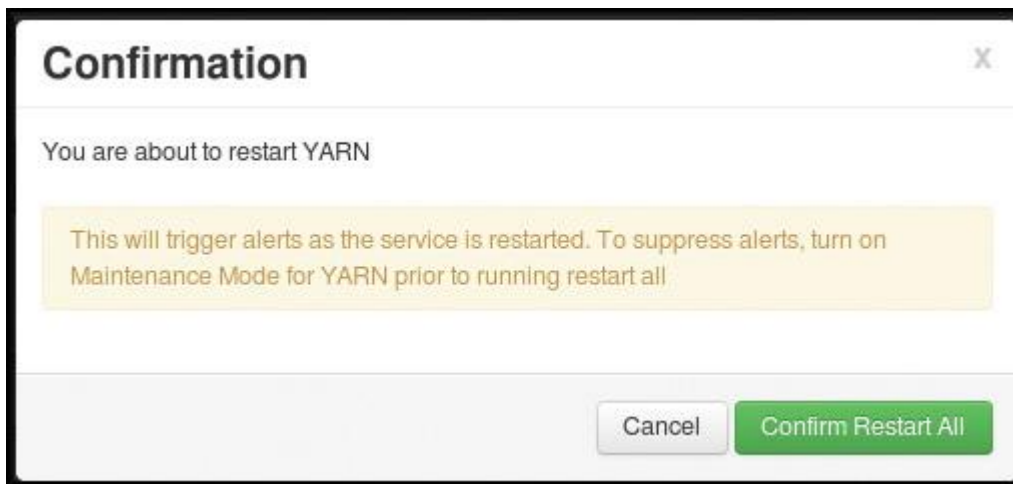 Confirmation
x
You are about to restart YARN
This will trigger alerts as the service is restarted. To suppress alerts, turn on
Maintenance Mode for YARN prior to running restart all
Cancel
Confirm Restart All